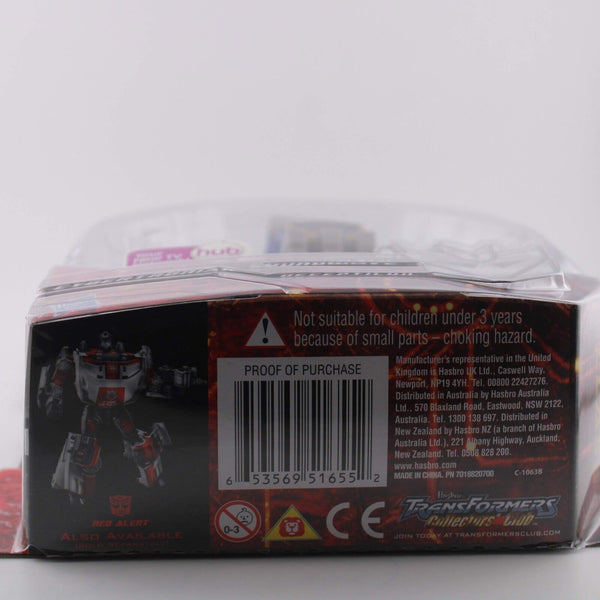 hub
Not suitable for children under 3 years
because of small parts – choking hazard.
PROOF OF PURCHASE
6 53569 51655 2
Manufacturer's representative in the United
Kingdom is Hasbro UK Ltd., Caswell Way,
Newport, NP19 4YH. Tel. 00800 22427276.
Distributed in Australia by Hasbro Australia
Ltd., 570 Blaxland Road, Eastwood, NSW 2122,
Australia. Tel. 1300 138 697. Distributed in
New Zealand by Hasbro NZ (a branch of Hasbro
Australia Ltd.), 221 Albany Highway, Auckland,
New Zealand. Tel. 0508 828 200.
www.hasbro.com
MADE IN CHINA. PN 7018820700
C-1063B
RED ALERT
ALSO AVAILABLE
0-3
CE
Hasbro
TRANSFORMERS
Collectors' Club
JOIN TODAY AT TRANSFORMERSCLUB.COM